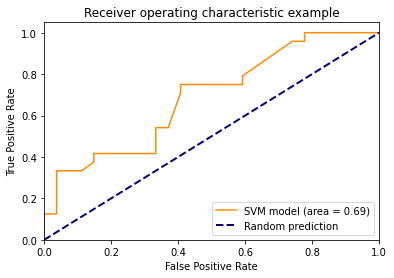 Receiver operating characteristic example
True Positive Rate
1.0
0.8
0.6
0.4
0.2
0.0
SVM model (area = 0.69)
Random prediction
0.0 0.2 0.4 0.6 0.8 1.0
False Positive Rate